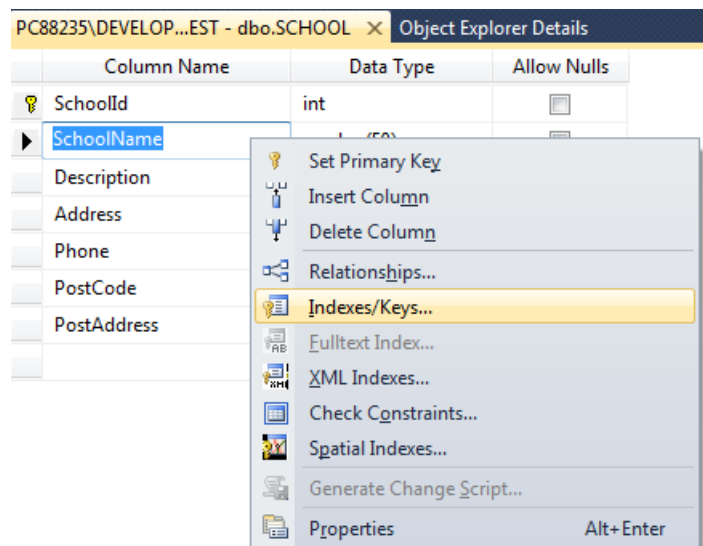 PC88235\DEVELOP...EST - dbo.SCHOOL Object Explorer Details
Column Name Data Type Allow Nulls
SchoolId int
SchoolName
Description
Address
Phone
PostCode
PostAddress
Set Primary Key
Insert Column
Delete Column
Relationships...
Indexes/Keys...
Fulltext Index...
XML Indexes...
Check Constraints...
Spatial Indexes...
Generate Change Script...
Properties Alt+Enter